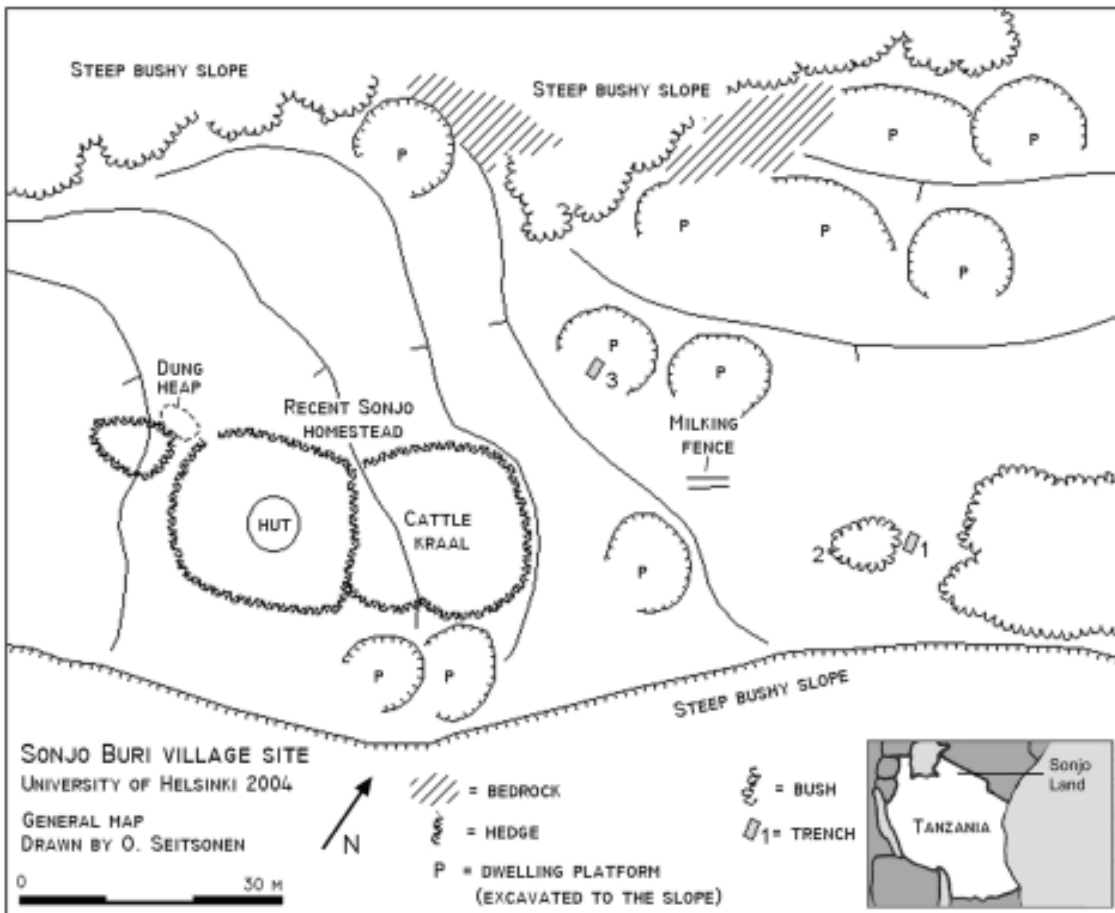 STEEP BUSHY SLOPE
STEEP BUSHY SLOPE
P
P
P
P
P
P
P
3
P
DUNG
HEAP
RECENT SONJO
HOMESTEAD
MILKING
FENCE
HUT
CATTLE
KRAAL
2
1
P
P
P
STEEP BUSHY SLOPE
SONJO BURI VILLAGE SITE
UNIVERSITY OF HELSINKI 2004
GENERAL MAP
DRAWN BY O. SEITSONEN
0 30 M
N
= BEDROCK
= HEDGE
P = DWELLING PLATFORM
(EXCAVATED TO THE SLOPE)
= BUSH
1 = TRENCH
Sonjo
Land
TANZANIA